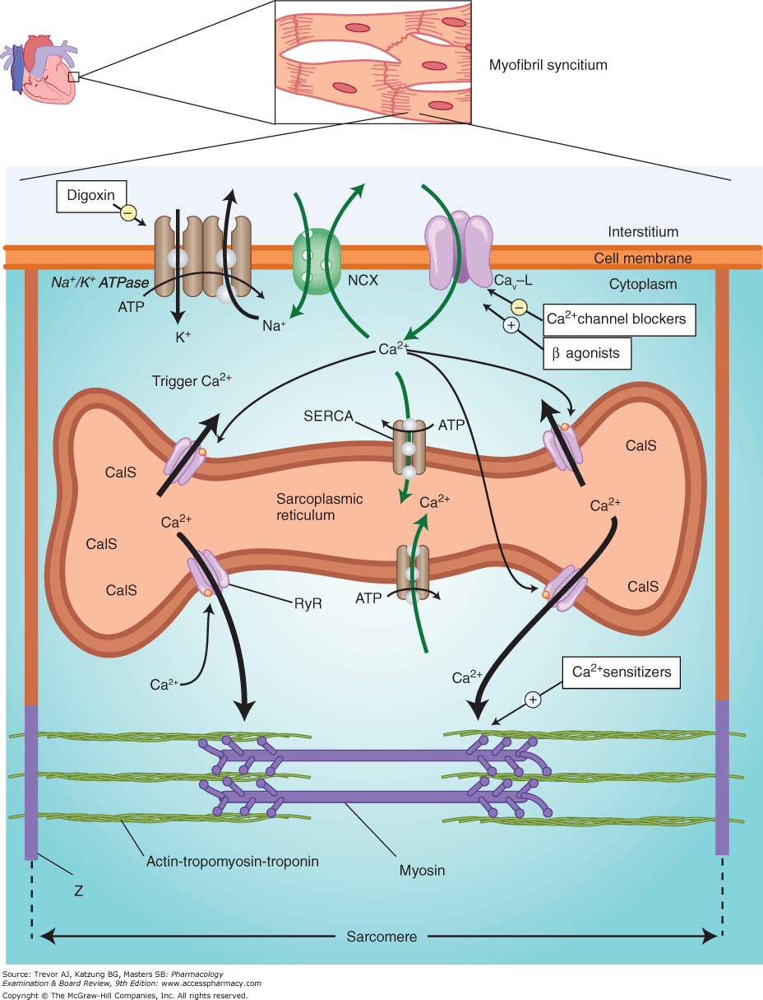 Myofibril syncitium
Digoxin
−
Interstitium
Cell membrane
Cytoplasm
Na⁺/K⁺ ATPase
NCX
Caᵥ–L
ATP
K⁺
Na⁺
−
Ca²⁺channel blockers
+
β agonists
Ca²⁺
Trigger Ca²⁺
SERCA
ATP
CalS
CalS
Sarcoplasmic
reticulum
Ca²⁺
Ca²⁺
Ca²⁺
CalS
CalS
CalS
RyR
ATP
Ca²⁺
Ca²⁺
Ca²⁺sensitizers
+
Actin-tropomyosin-troponin
Myosin
Z
Sarcomere
Source: Trevor AJ, Katzung BG, Masters SB: Pharmacology
Examination & Board Review, 9th Edition: www.accesspharmacy.com
Copyright © The McGraw-Hill Companies, Inc. All rights reserved.